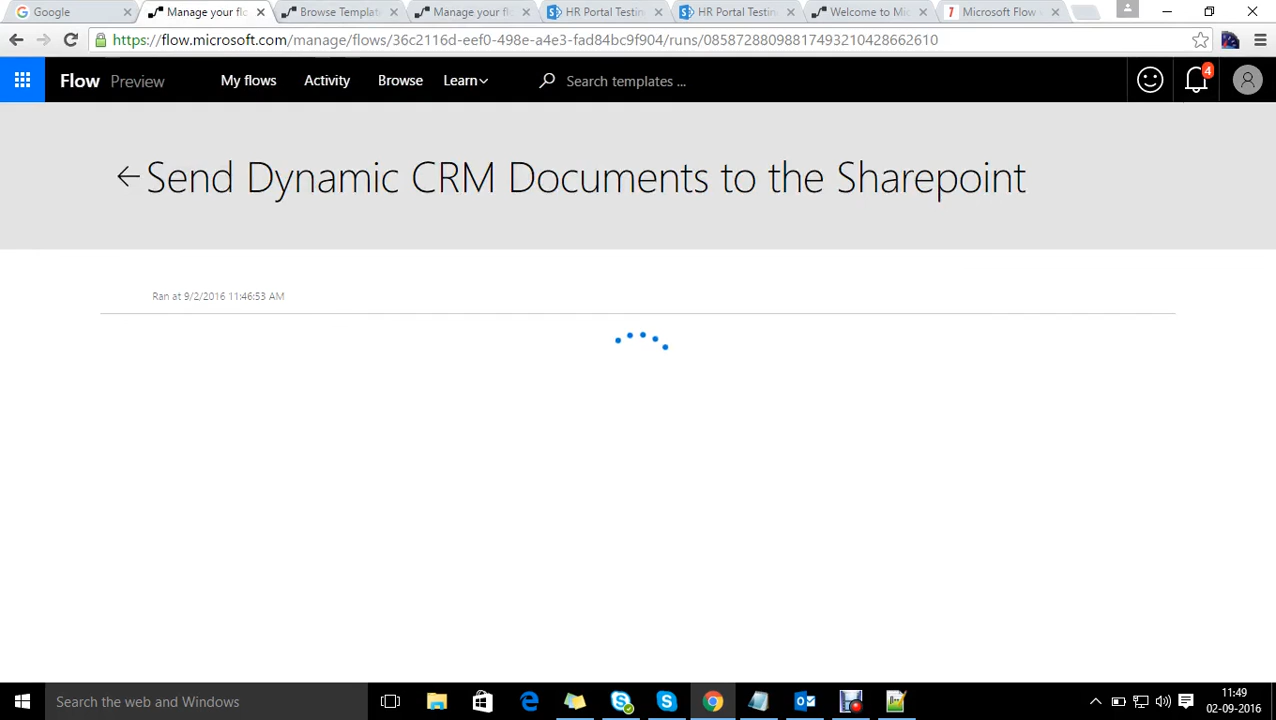 Google
Manage your flo
Browse Templat
Manage your fl
HR Portal Testin
HR Portal Testin
Welcome to Mic
Microsoft Flow
https://flow.microsoft.com/manage/flows/36c2116d-eef0-498e-a4e3-fad84bc9f904/runs/08587288098817493210428662610
Flow Preview My flows Activity Browse Learn Search templates ... 4
Send Dynamic CRM Documents to the Sharepoint
Ran at 9/2/2016 11:46:53 AM
Search the web and Windows
11:49
02-09-2016